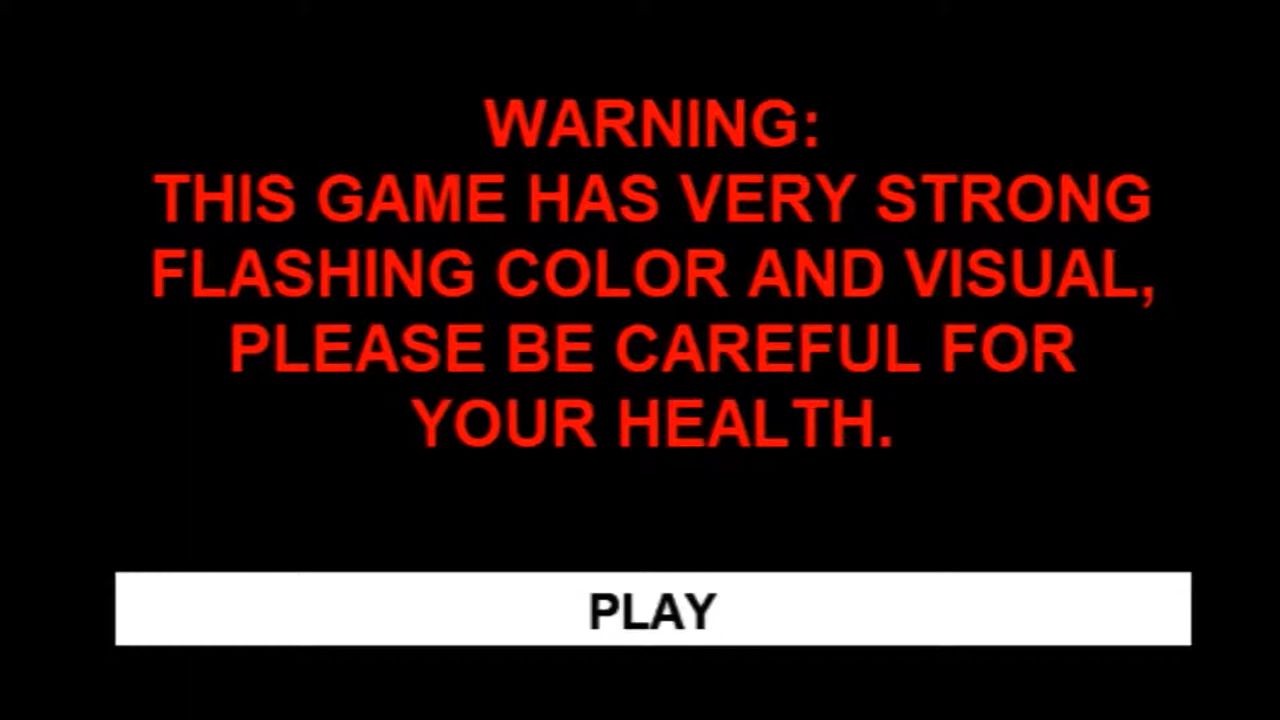 WARNING:
THIS GAME HAS VERY STRONG
FLASHING COLOR AND VISUAL,
PLEASE BE CAREFUL FOR
YOUR HEALTH.
PLAY